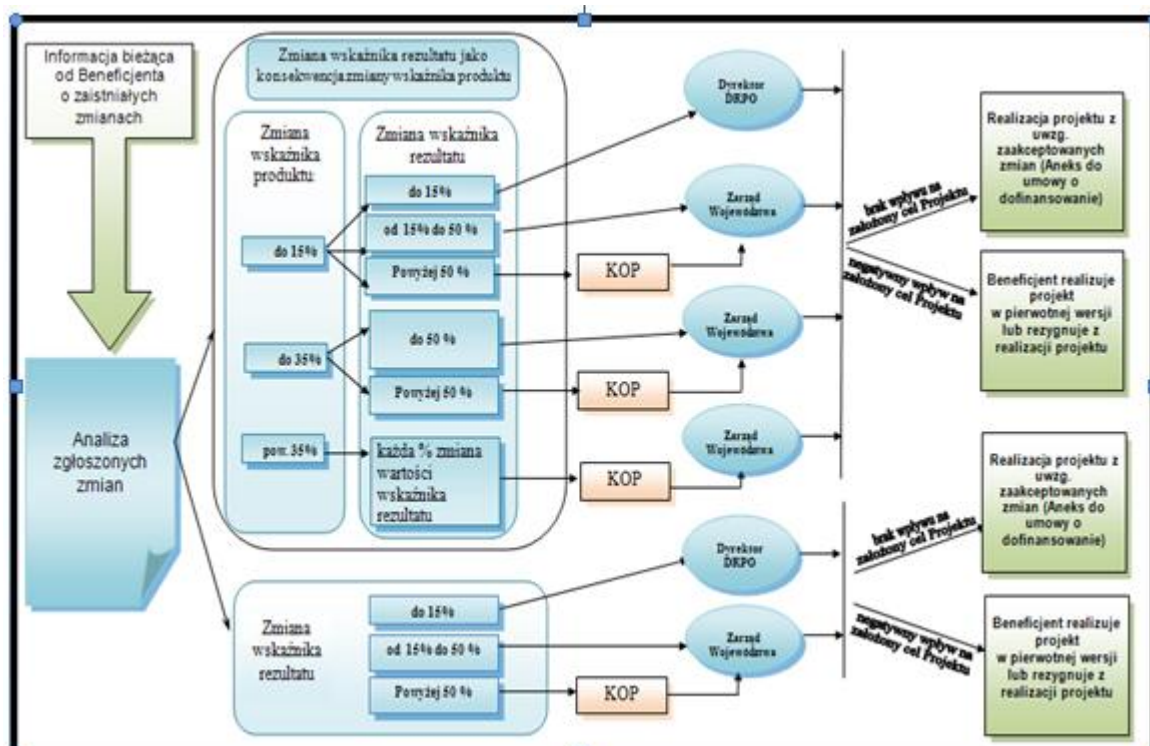 Informacja bieżąca
od Beneficjenta
o zaistniałych
zmianach
Analiza
zgłoszonych
zmian
Zmiana wskaźnika rezultatu jako
konsekwencja zmiany wskaźnika produktu
Zmiana
wskaźnika
produktu:
do 15%
do 35%
pow. 35%
Zmiana wskaźnika
rezultatu
do 15%
od 15% do 50 %
Powyżej 50 %
do 50 %
Powyżej 50 %
każda % zmiana
wartości
wskaźnika
rezultatu
KOP
KOP
KOP
Dyrektor
DRPO
Zarząd
Województwa
Zarząd
Województwa
Zarząd
Województwa
brak wpływu na
założony cel Projektu
negatywny wpływ na
założony cel Projektu
Realizacja projektu z
uwzg.
zaakceptowanych
zmian (Aneks do
umowy o
dofinansowanie)
Beneficjent realizuje
projekt
w pierwotnej wersji
lub rezygnuje z
realizacji projektu
Zmiana
wskaźnika
rezultatu
do 15%
od 15% do 50 %
Powyżej 50 %
KOP
Dyrektor
DRPO
Zarząd
Województwa
brak wpływu na
założony cel Projektu
negatywny wpływ na
założony cel Projektu
Realizacja projektu z
uwzg.
zaakceptowanych
zmian (Aneks do
umowy o
dofinansowanie)
Beneficjent realizuje
projekt
w pierwotnej wersji
lub rezygnuje z
realizacji projektu